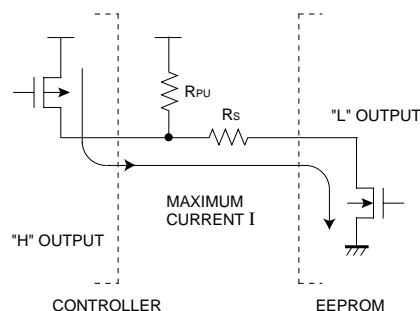 RPU
RS
"L" OUTPUT
MAXIMUM
CURRENT I
"H" OUTPUT
CONTROLLER
EEPROM